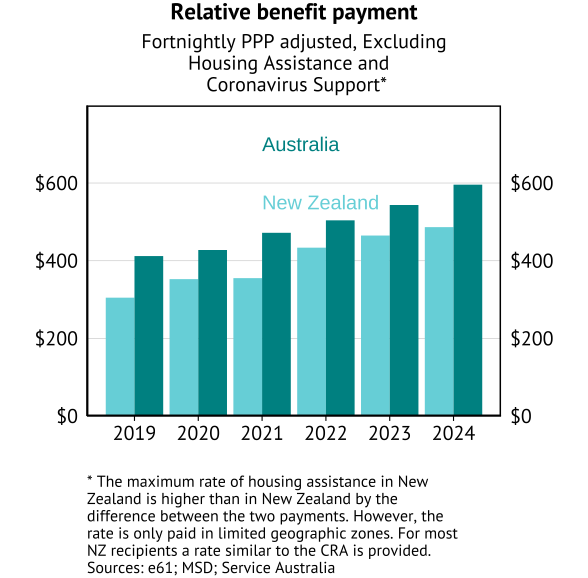 Relative benefit payment
Fortnightly PPP adjusted, Excluding
Housing Assistance and
Coronavirus Support*
Australia
$600 $600
New Zealand
$400 $400
$200 $200
$0 $0
2019 2020 2021 2022 2023 2024
* The maximum rate of housing assistance in New
Zealand is higher than in New Zealand by the
difference between the two payments. However, the
rate is only paid in limited geographic zones. For most
NZ recipients a rate similar to the CRA is provided.
Sources: e61; MSD; Service Australia